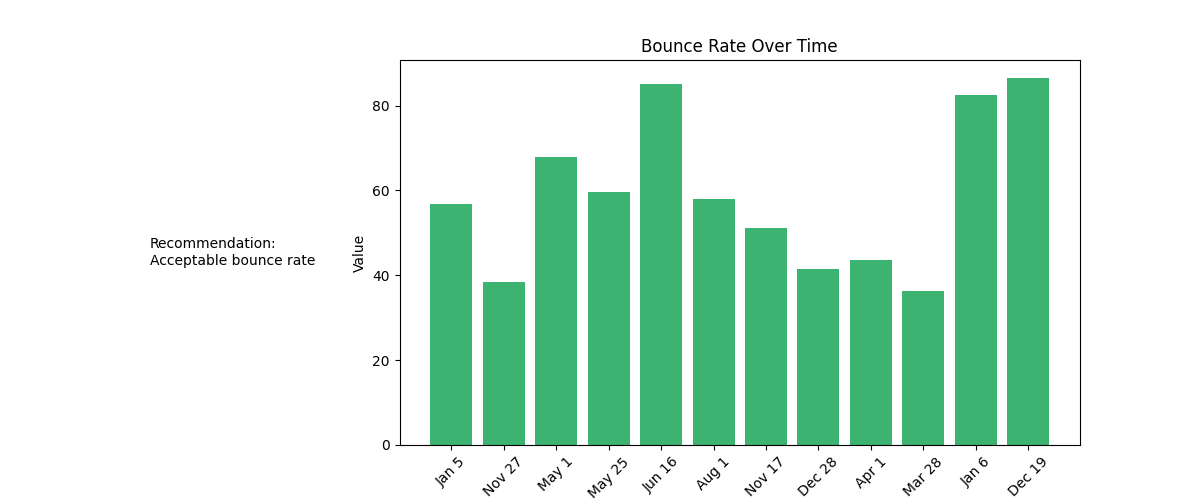 Bounce Rate Over Time
Recommendation:
Acceptable bounce rate
Value
80
60
40
20
0
Jan 5
Nov 27
May 1
May 25
Jun 16
Aug 1
Nov 17
Dec 28
Apr 1
Mar 28
Jan 6
Dec 19